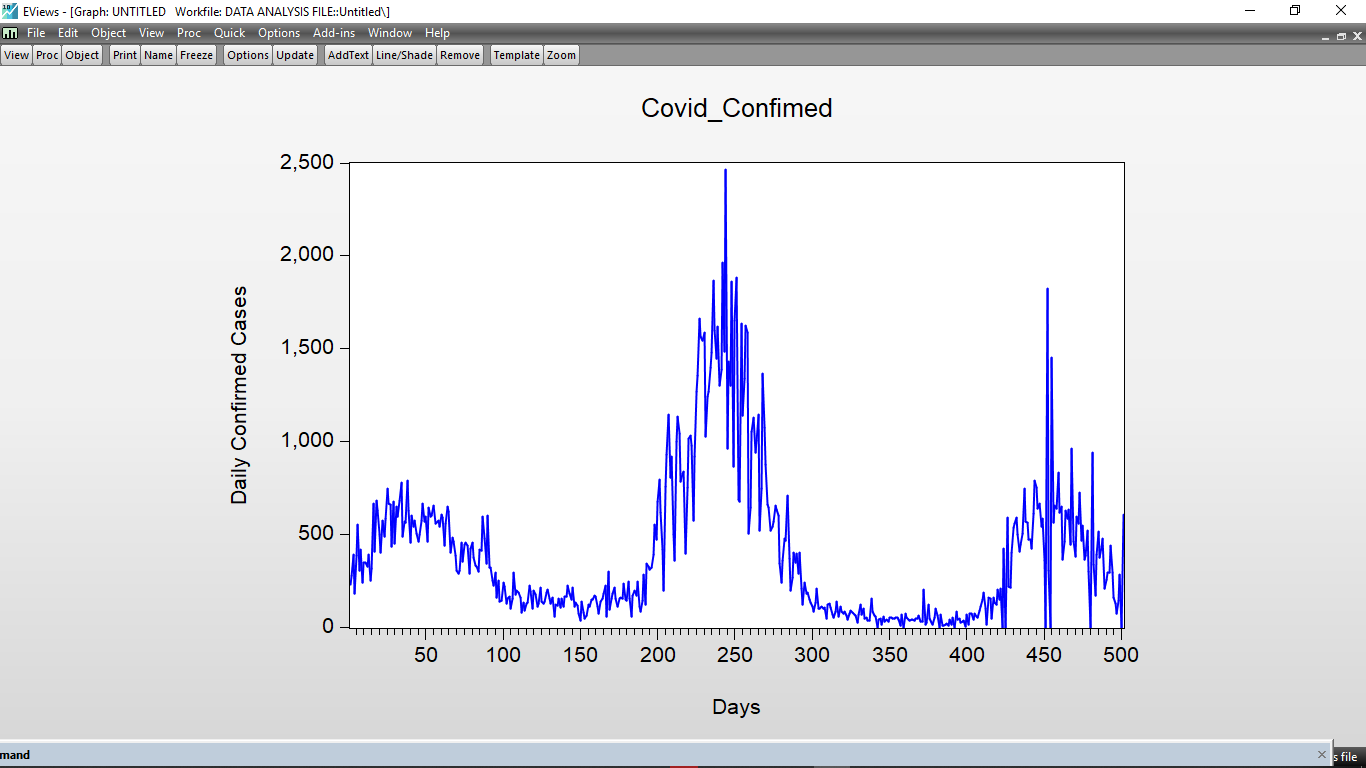 EViews - [Graph: UNTITLED Workfile: DATA ANALYSIS FILE::Untitled\]
File Edit Object View Proc Quick Options Add-ins Window Help
View Proc Object Print Name Freeze Options Update AddText Line/Shade Remove Template Zoom
Covid_Confimed
Daily Confirmed Cases
2,500
2,000
1,500
1,000
500
0
50 100 150 200 250 300 350 400 450 500
Days
mand
s file